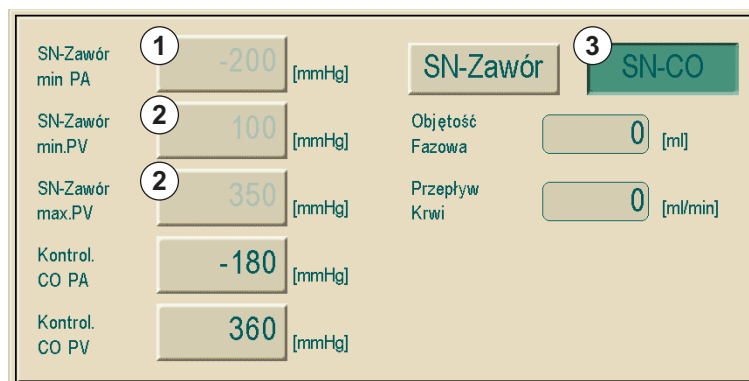 SN-Zawór
min PA
1
-200
[mmHg]
SN-Zawór
3
SN-CO
SN-Zawór
min.PV
2
100
[mmHg]
Objętość
Fazowa
0
[ml]
SN-Zawór
max.PV
2
350
[mmHg]
Przepływ
Krwi
0
[ml/min]
Kontrol.
CO PA
-180
[mmHg]
Kontrol.
CO PV
360
[mmHg]